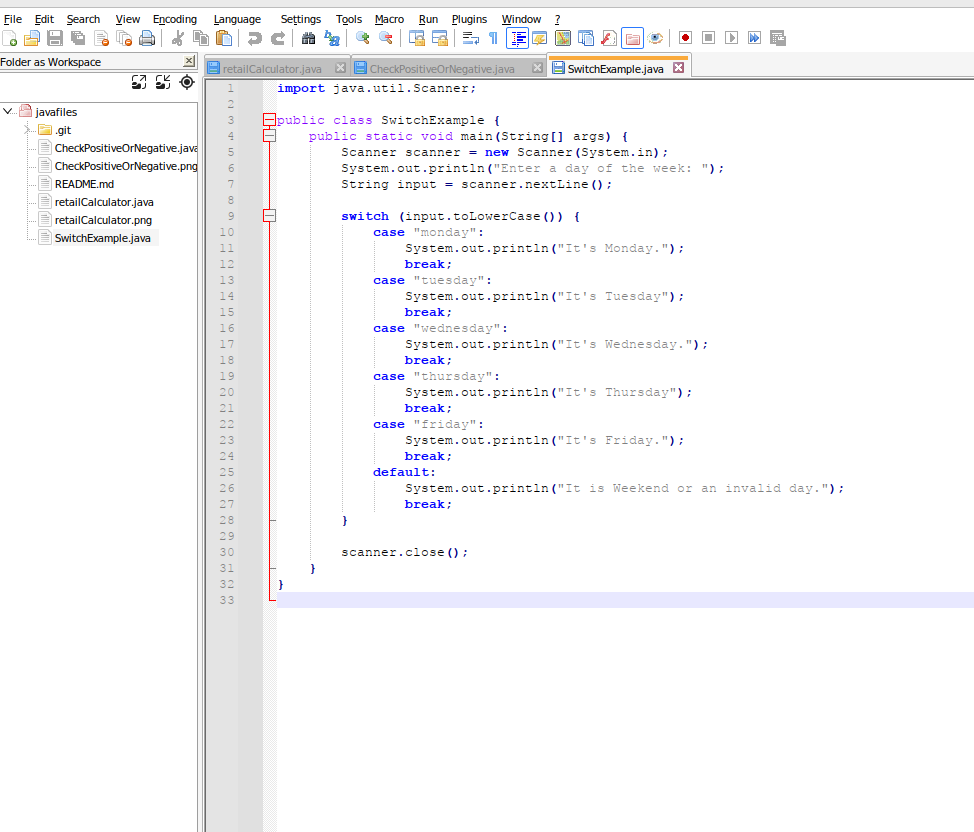 File Edit Search View Encoding Language Settings Tools Macro Run Plugins Window ?
Folder as Workspace
javafiles
.git
CheckPositiveOrNegative.java
CheckPositiveOrNegative.png
README.md
retailCalculator.java
retailCalculator.png
SwitchExample.java
retailCalculator.java CheckPositiveOrNegative.java SwitchExample.java
1 import java.util.Scanner;
2
3 public class SwitchExample {
4 public static void main(String[] args) {
5 Scanner scanner = new Scanner(System.in);
6 System.out.println("Enter a day of the week: ");
7 String input = scanner.nextLine();
8
9 switch (input.toLowerCase()) {
10 case "monday":
11 System.out.println("It's Monday.");
12 break;
13 case "tuesday":
14 System.out.println("It's Tuesday");
15 break;
16 case "wednesday":
17 System.out.println("It's Wednesday.");
18 break;
19 case "thursday":
20 System.out.println("It's Thursday");
21 break;
22 case "friday":
23 System.out.println("It's Friday.");
24 break;
25 default:
26 System.out.println("It is Weekend or an invalid day.");
27 break;
28 }
29
30 scanner.close();
31 }
32 }
33